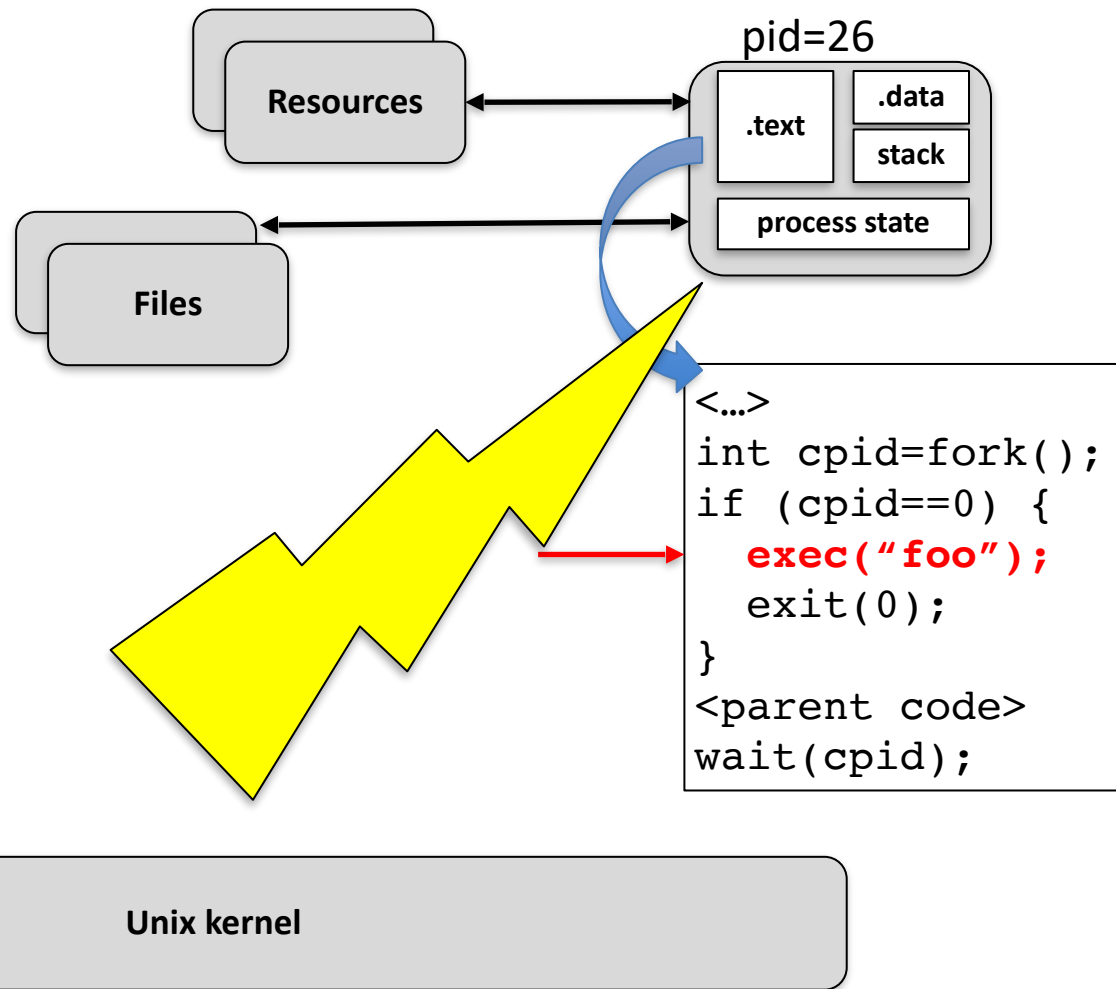 pid=26
Resources
.text
.data
stack
process state
Files
<…>
int cpid=fork();
if (cpid==0) {
  exec(“foo”);
  exit(0);
}
<parent code>
wait(cpid);
Unix kernel